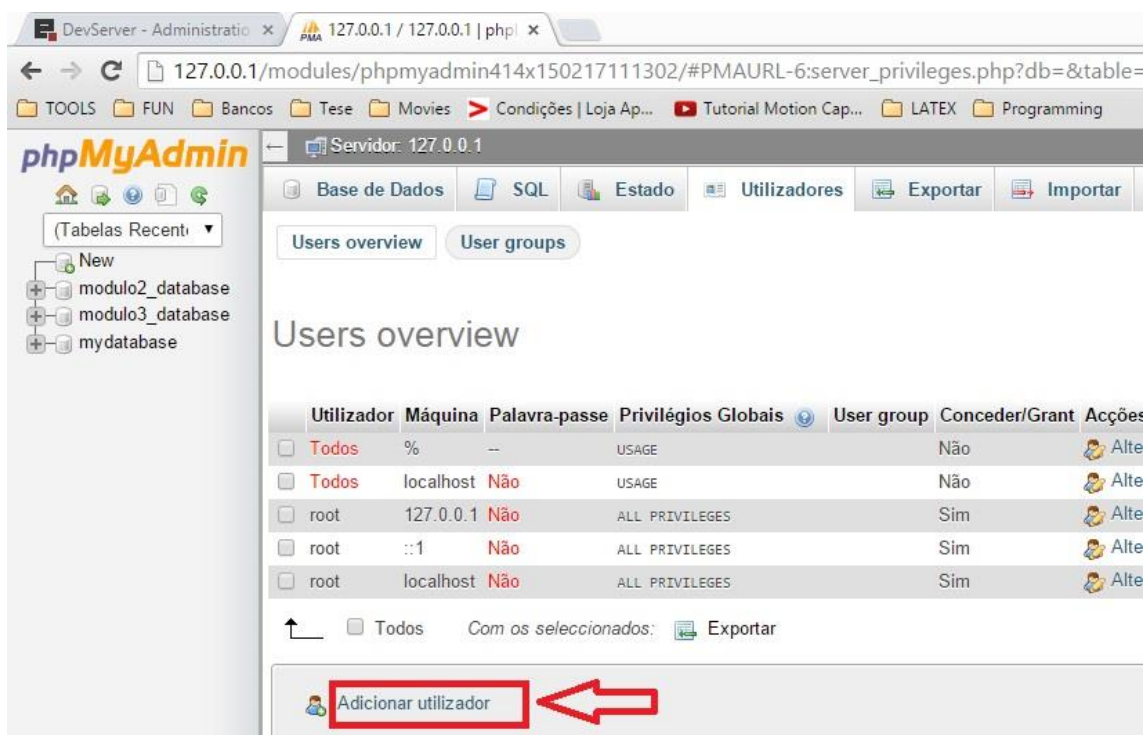 DevServer - Administratio
127.0.0.1 / 127.0.0.1 | php
127.0.0.1/modules/phpmyadmin414x150217111302/#PMAURL-6:server_privileges.php?db=&table=
TOOLS FUN Bancos Tese Movies Condições | Loja Ap... Tutorial Motion Cap... LATEX Programming
phpMyAdmin
(Tabelas Recent
New
modulo2_database
modulo3_database
mydatabase
Servidor: 127.0.0.1
Base de Dados SQL Estado Utilizadores Exportar Importar
Users overview User groups
Users overview
Utilizador Máquina Palavra-passe Privilégios Globais User group Conceder/Grant Acções
Todos % -- USAGE Não Alte
Todos localhost Não USAGE Não Alte
root 127.0.0.1 Não ALL PRIVILEGES Sim Alte
root ::1 Não ALL PRIVILEGES Sim Alte
root localhost Não ALL PRIVILEGES Sim Alte
Todos Com os seleccionados: Exportar
Adicionar utilizador